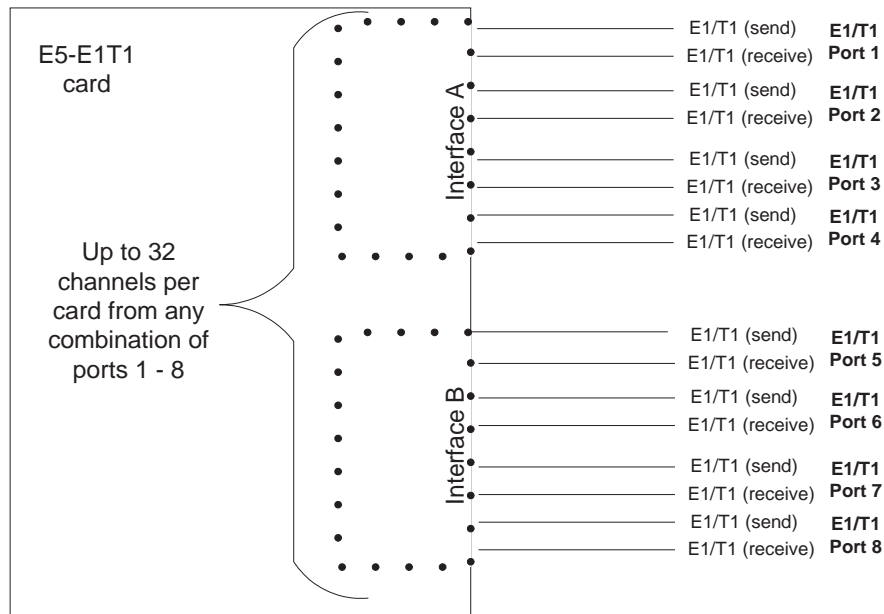 E5-E1T1
card
Up to 32
channels per
card from any
combination of
ports 1 - 8
Interface A
E1/T1 (send)
E1/T1 (receive)
E1/T1
Port 1
E1/T1 (send)
E1/T1 (receive)
E1/T1
Port 2
E1/T1 (send)
E1/T1 (receive)
E1/T1
Port 3
E1/T1 (send)
E1/T1 (receive)
E1/T1
Port 4
Interface B
E1/T1 (send)
E1/T1 (receive)
E1/T1
Port 5
E1/T1 (send)
E1/T1 (receive)
E1/T1
Port 6
E1/T1 (send)
E1/T1 (receive)
E1/T1
Port 7
E1/T1 (send)
E1/T1 (receive)
E1/T1
Port 8